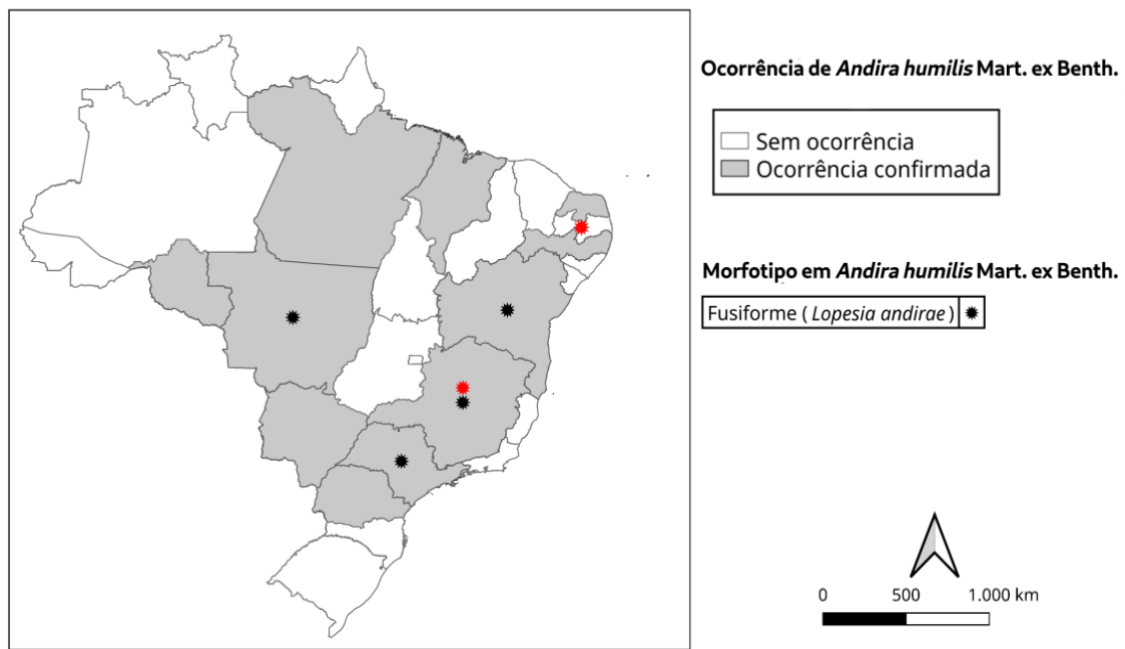 Ocorrência de Andira humilis Mart. ex Benth.
Sem ocorrência
Ocorrência confirmada
Morfotipo em Andira humilis Mart. ex Benth.
Fusiforme ( Lopesia andirae )
0 500 1.000 km